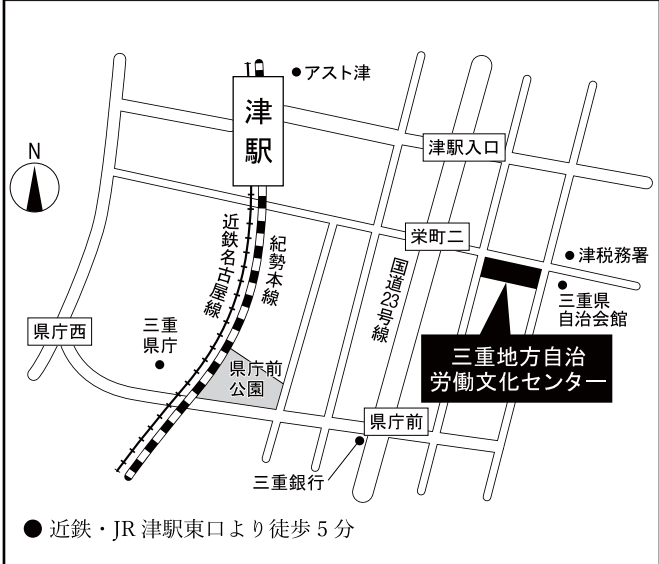 アスト津
津駅
津駅入口
N
栄町二
津税務署
近鉄名古屋線
紀勢本線
国道23号線
三重県
自治会館
県庁西
三重
県庁
三重地方自治
労働文化センター
県庁前
公園
県庁前
三重銀行
● 近鉄・JR 津駅東口より徒歩 5 分